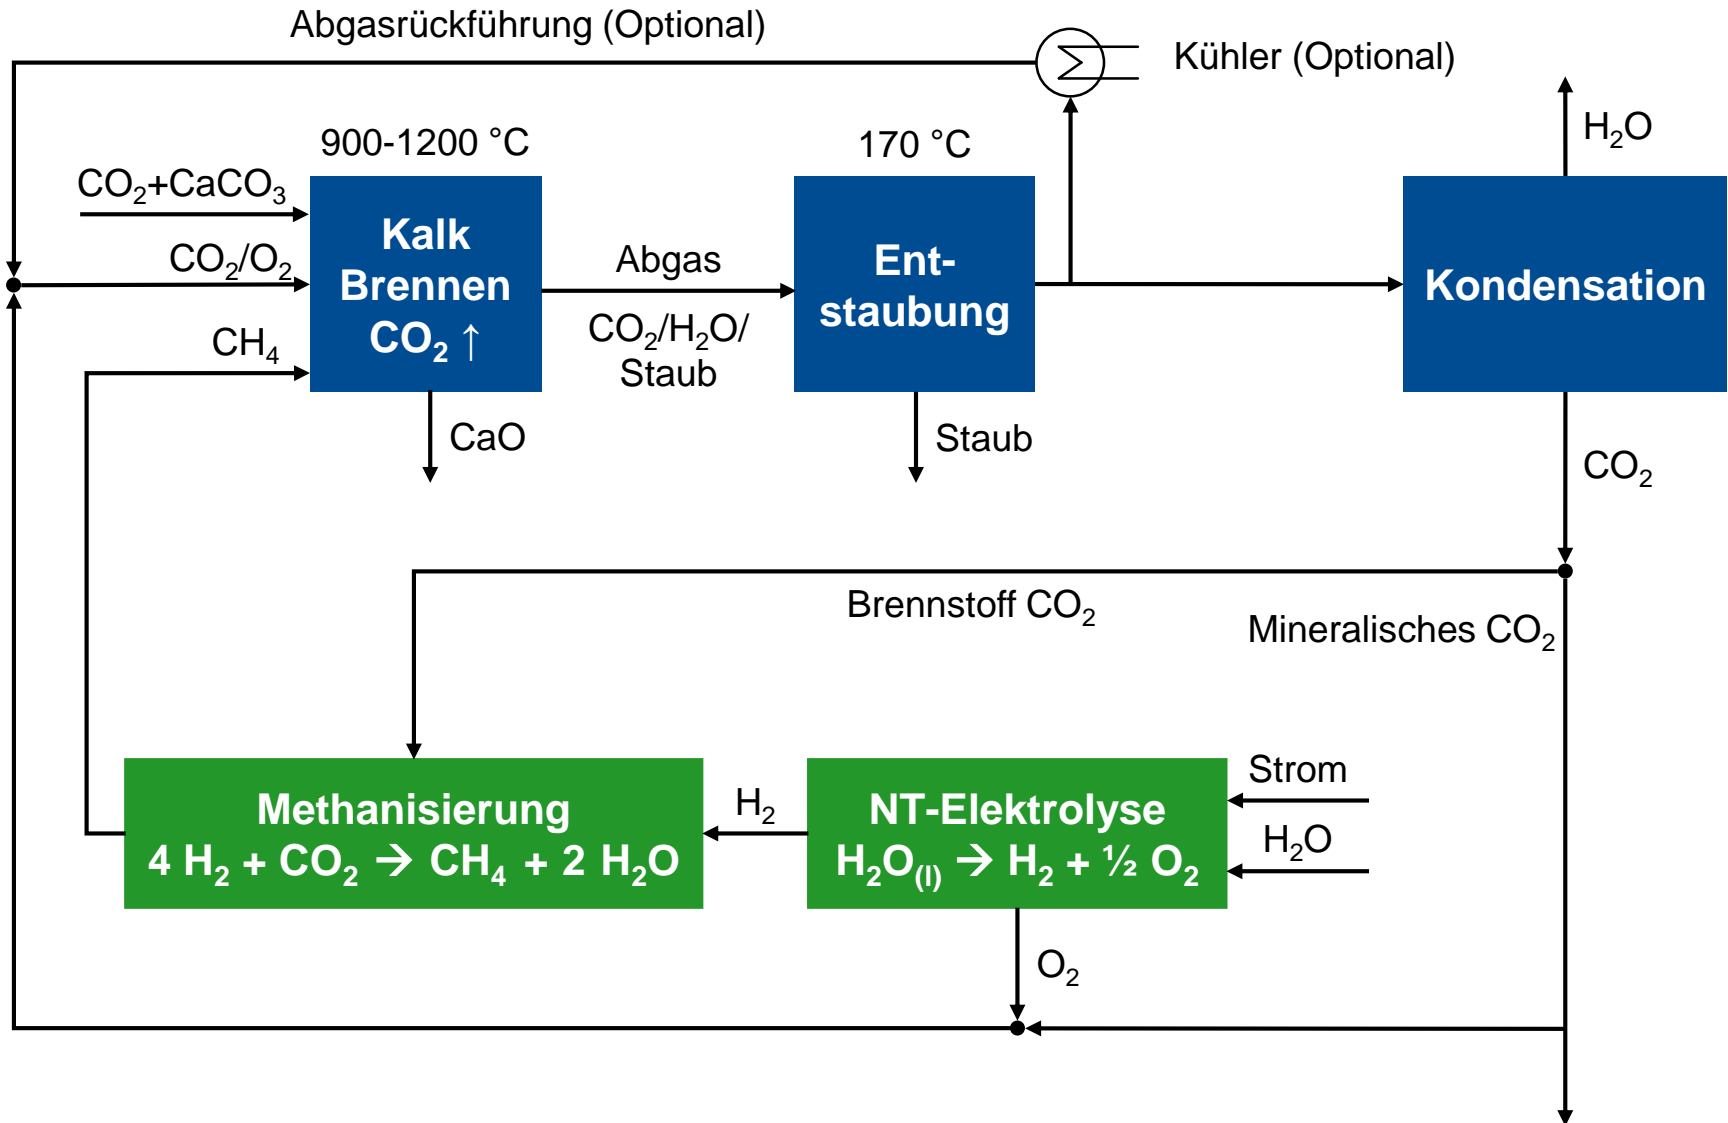 Abgasrückführung (Optional)
Kühler (Optional)
900-1200 °C
170 °C
H₂O
CO₂+CaCO₃
CO₂/O₂
CH₄
Kalk
Brennen
CO₂ ↑
Abgas
CO₂/H₂O/
Staub
Ent-
staubung
Kondensation
CaO
Staub
CO₂
Brennstoff CO₂
Mineralisches CO₂
Methanisierung
4 H₂ + CO₂ → CH₄ + 2 H₂O
H₂
NT-Elektrolyse
H₂O₍l₎ → H₂ + ½ O₂
Strom
H₂O
O₂